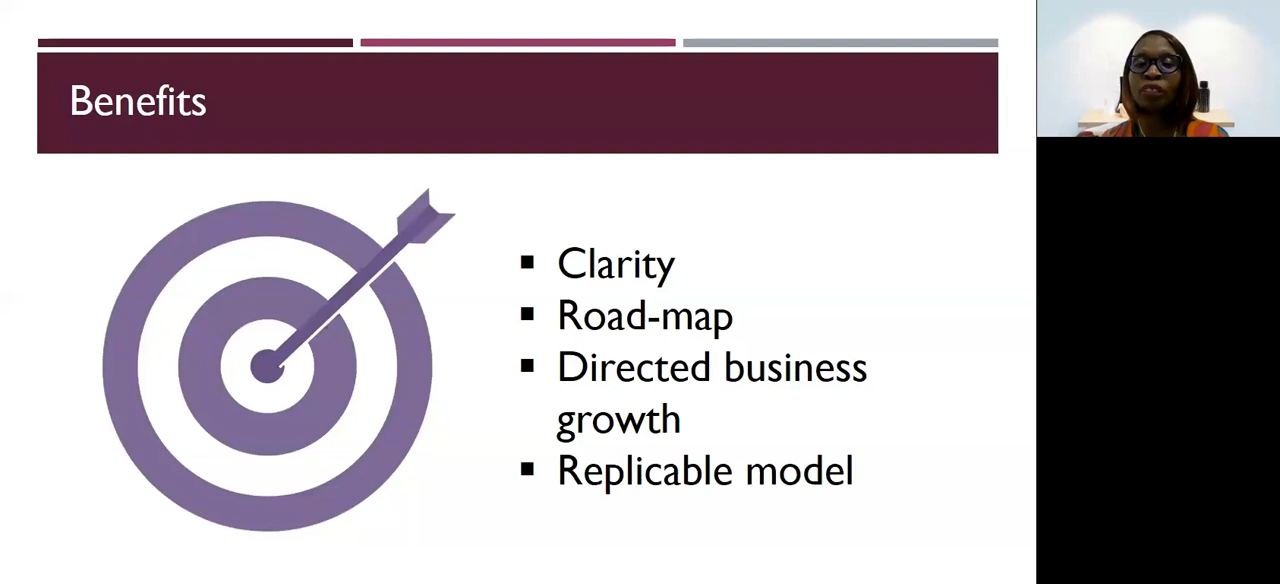 Benefits
▪ Clarity
▪ Road-map
▪ Directed business
growth
▪ Replicable model